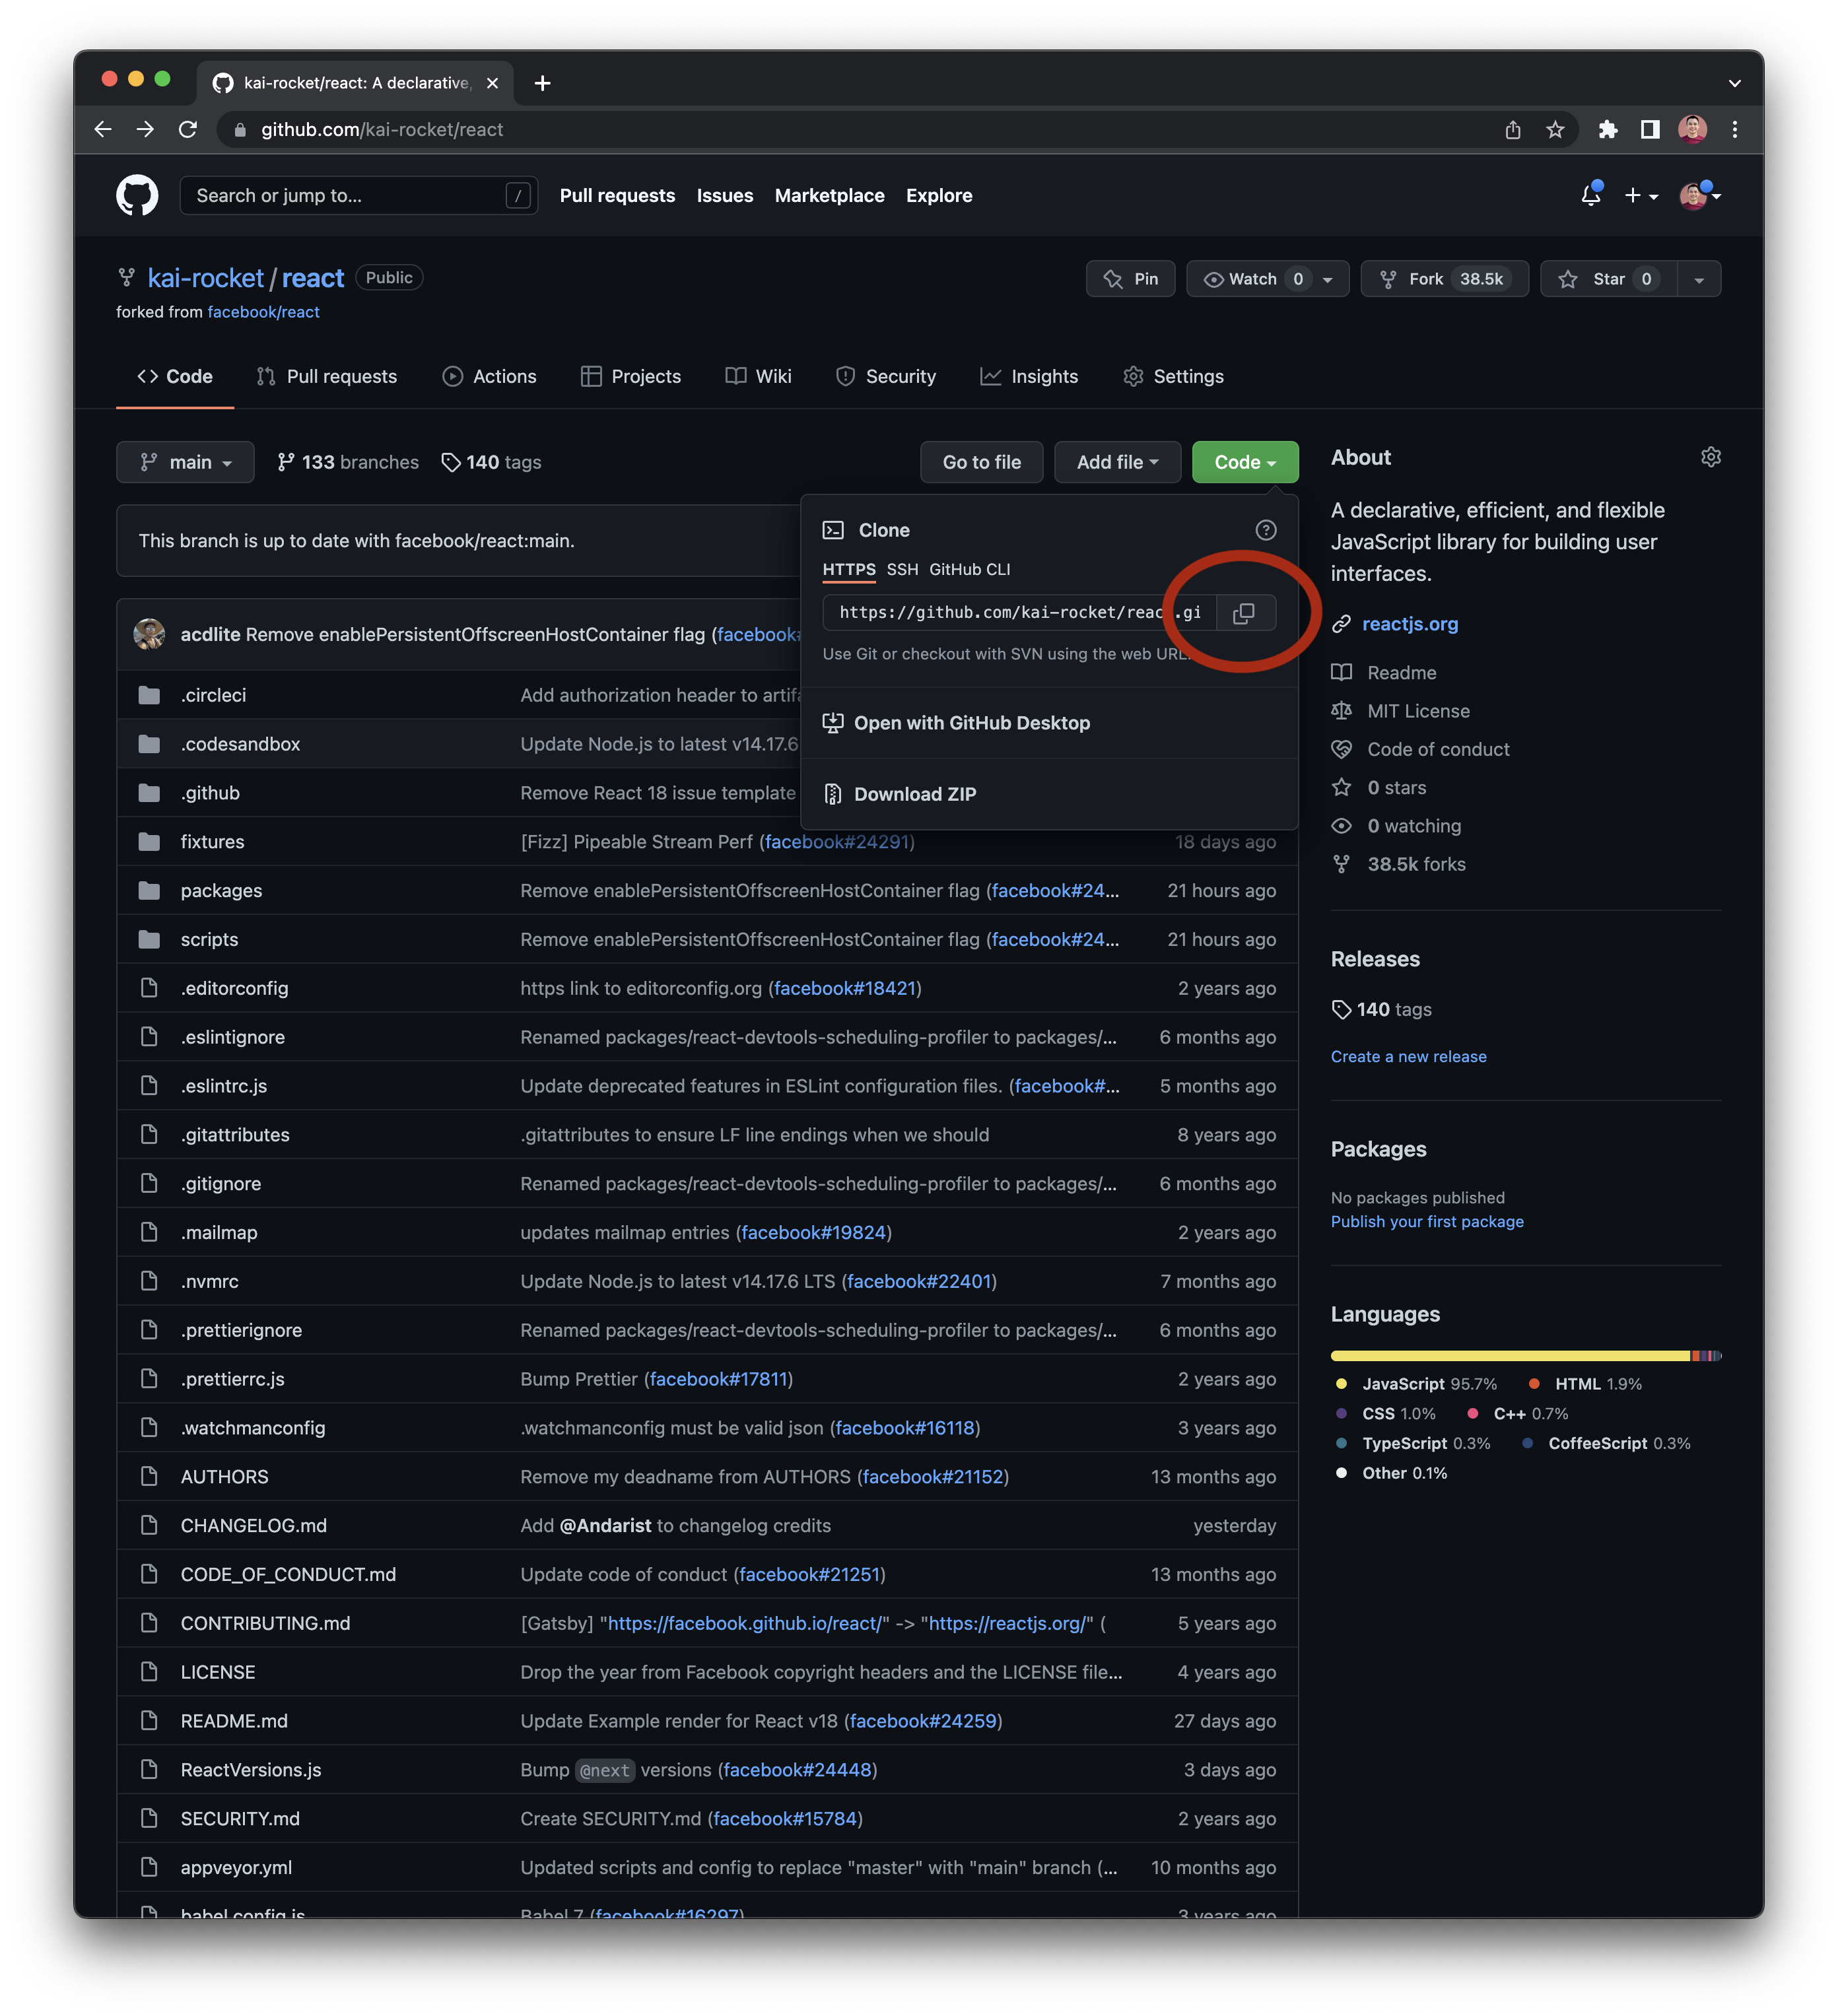 kai-rocket/react: A declarative,
github.com/kai-rocket/react
Search or jump to... /
Pull requests Issues Marketplace Explore
kai-rocket / react Public
Pin Watch 0 Fork 38.5k Star 0
forked from facebook/react
Code Pull requests Actions Projects Wiki Security Insights Settings
main 133 branches 140 tags Go to file Add file Code
This branch is up to date with facebook/react:main.
Clone
HTTPS SSH GitHub CLI
https://github.com/kai-rocket/reac .gi
Use Git or checkout with SVN using the web URL.
Open with GitHub Desktop
Download ZIP
acdlite Remove enablePersistentOffscreenHostContainer flag (facebook
.circleci Add authorization header to artif
.codesandbox Update Node.js to latest v14.17.6
.github Remove React 18 issue template
fixtures [Fizz] Pipeable Stream Perf (facebook#24291) 18 days ago
packages Remove enablePersistentOffscreenHostContainer flag (facebook#24... 21 hours ago
scripts Remove enablePersistentOffscreenHostContainer flag (facebook#24... 21 hours ago
.editorconfig https link to editorconfig.org (facebook#18421) 2 years ago
.eslintignore Renamed packages/react-devtools-scheduling-profiler to packages/... 6 months ago
.eslintrc.js Update deprecated features in ESLint configuration files. (facebook#... 5 months ago
.gitattributes .gitattributes to ensure LF line endings when we should 8 years ago
.gitignore Renamed packages/react-devtools-scheduling-profiler to packages/... 6 months ago
.mailmap updates mailmap entries (facebook#19824) 2 years ago
.nvmrc Update Node.js to latest v14.17.6 LTS (facebook#22401) 7 months ago
.prettierignore Renamed packages/react-devtools-scheduling-profiler to packages/... 6 months ago
.prettierrc.js Bump Prettier (facebook#17811) 2 years ago
.watchmanconfig .watchmanconfig must be valid json (facebook#16118) 3 years ago
AUTHORS Remove my deadname from AUTHORS (facebook#21152) 13 months ago
CHANGELOG.md Add @Andarist to changelog credits yesterday
CODE_OF_CONDUCT.md Update code of conduct (facebook#21251) 13 months ago
CONTRIBUTING.md [Gatsby] "https://facebook.github.io/react/" -> "https://reactjs.org/" ( 5 years ago
LICENSE Drop the year from Facebook copyright headers and the LICENSE file... 4 years ago
README.md Update Example render for React v18 (facebook#24259) 27 days ago
ReactVersions.js Bump @next versions (facebook#24448) 3 days ago
SECURITY.md Create SECURITY.md (facebook#15784) 2 years ago
appveyor.yml Updated scripts and config to replace "master" with "main" branch (... 10 months ago
babel.config.js Babel 7 (facebook#16297) 3 years ago
About
A declarative, efficient, and flexible
JavaScript library for building user
interfaces.
reactjs.org
Readme
MIT License
Code of conduct
0 stars
0 watching
38.5k forks
Releases
140 tags
Create a new release
Packages
No packages published
Publish your first package
Languages
JavaScript 95.7% HTML 1.9%
CSS 1.0% C++ 0.7%
TypeScript 0.3% CoffeeScript 0.3%
Other 0.1%